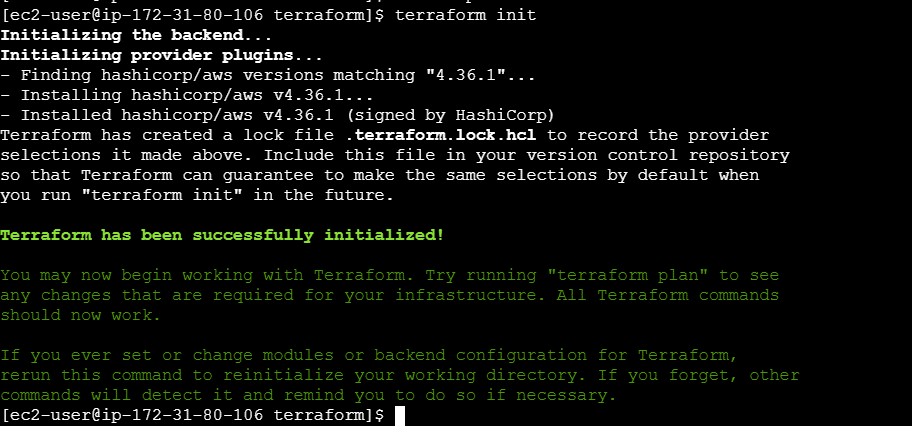 [ec2-user@ip-172-31-80-106 terraform]$ terraform init
Initializing the backend...
Initializing provider plugins...
- Finding hashicorp/aws versions matching "4.36.1"...
- Installing hashicorp/aws v4.36.1...
- Installed hashicorp/aws v4.36.1 (signed by HashiCorp)
Terraform has created a lock file .terraform.lock.hcl to record the provider
selections it made above. Include this file in your version control repository
so that Terraform can guarantee to make the same selections by default when
you run "terraform init" in the future.
Terraform has been successfully initialized!
You may now begin working with Terraform. Try running "terraform plan" to see
any changes that are required for your infrastructure. All Terraform commands
should now work.
If you ever set or change modules or backend configuration for Terraform,
rerun this command to reinitialize your working directory. If you forget, other
commands will detect it and remind you to do so if necessary.
[ec2-user@ip-172-31-80-106 terraform]$